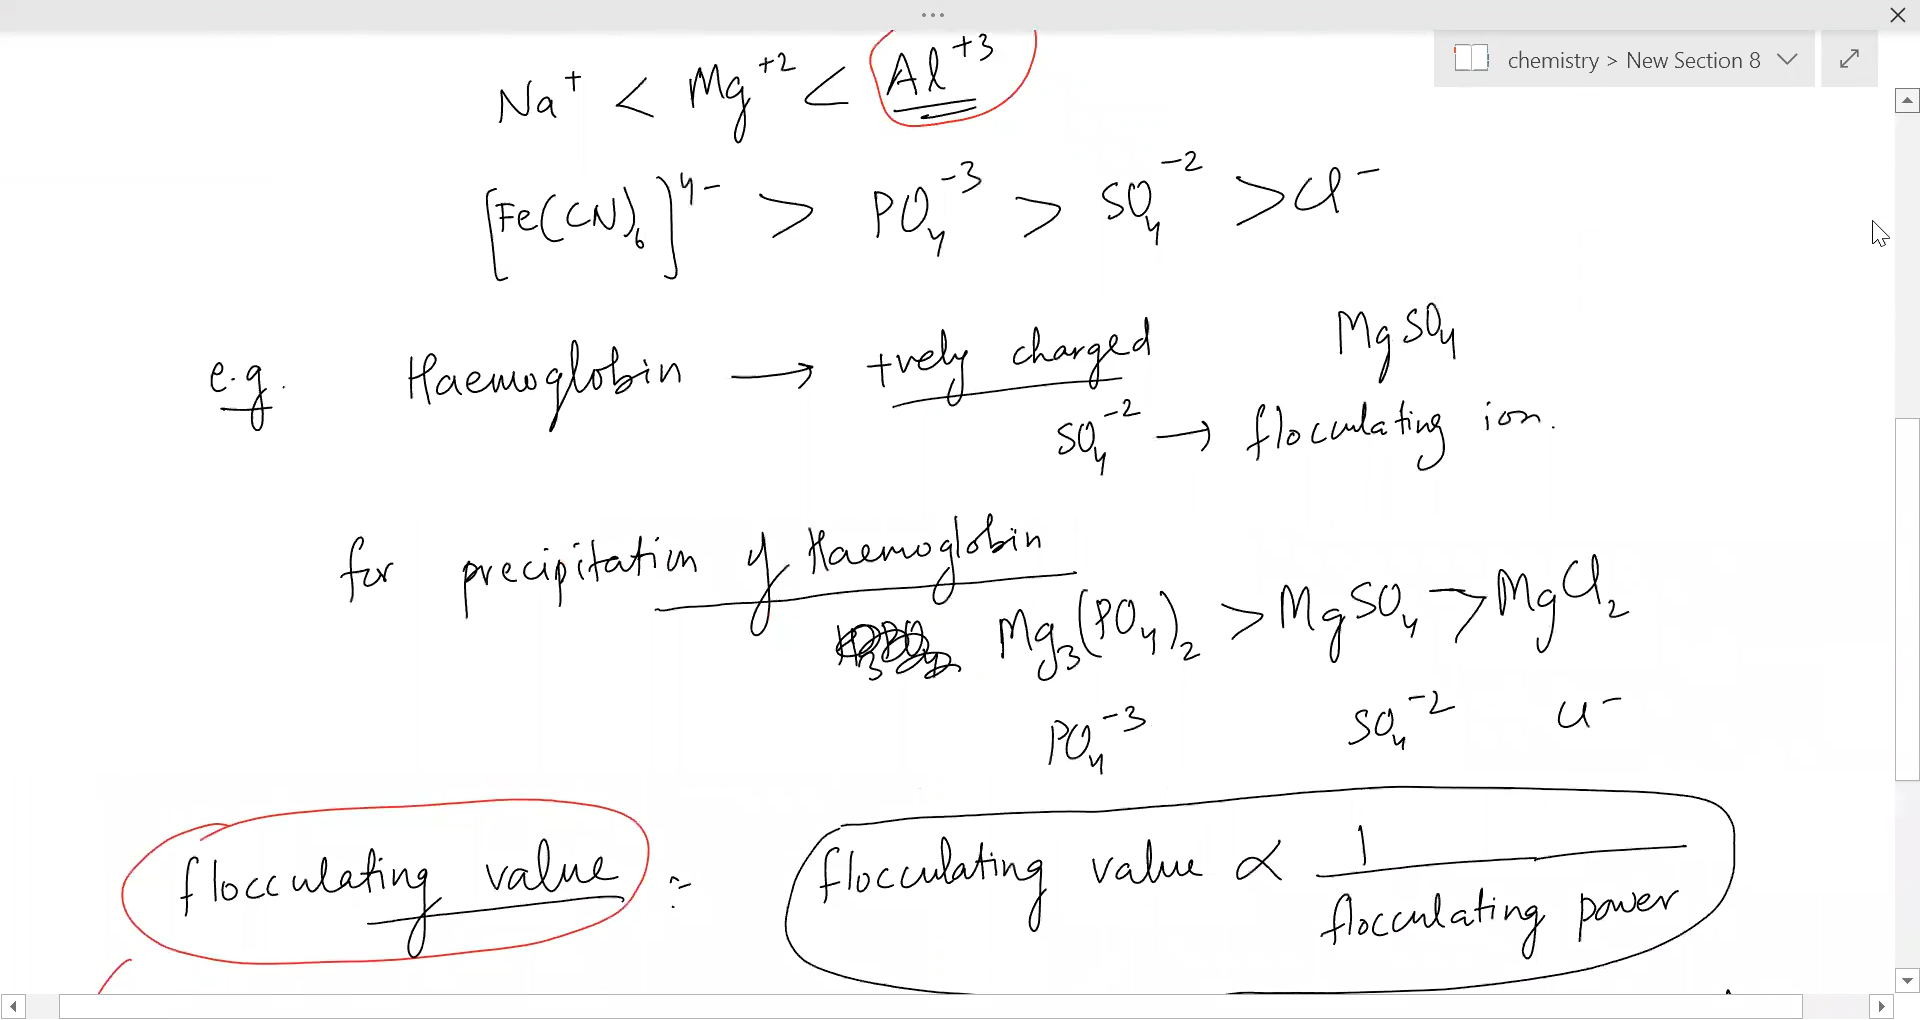 chemistry > New Section 8
Na⁺ < Mg⁺² < Al⁺³
[Fe(CN)₆]⁴⁻ > PO₄⁻³ > SO₄⁻² > Cl⁻
e.g. Haemoglobin → +vely charged MgSO₄
SO₄⁻² → flocculating ion.
for precipitation of Haemoglobin
Mg₃(PO₄)₂ > MgSO₄ > MgCl₂
PO₄⁻³ SO₄⁻² Cl⁻
flocculating value :- flocculating value ∝ 1
flocculating power